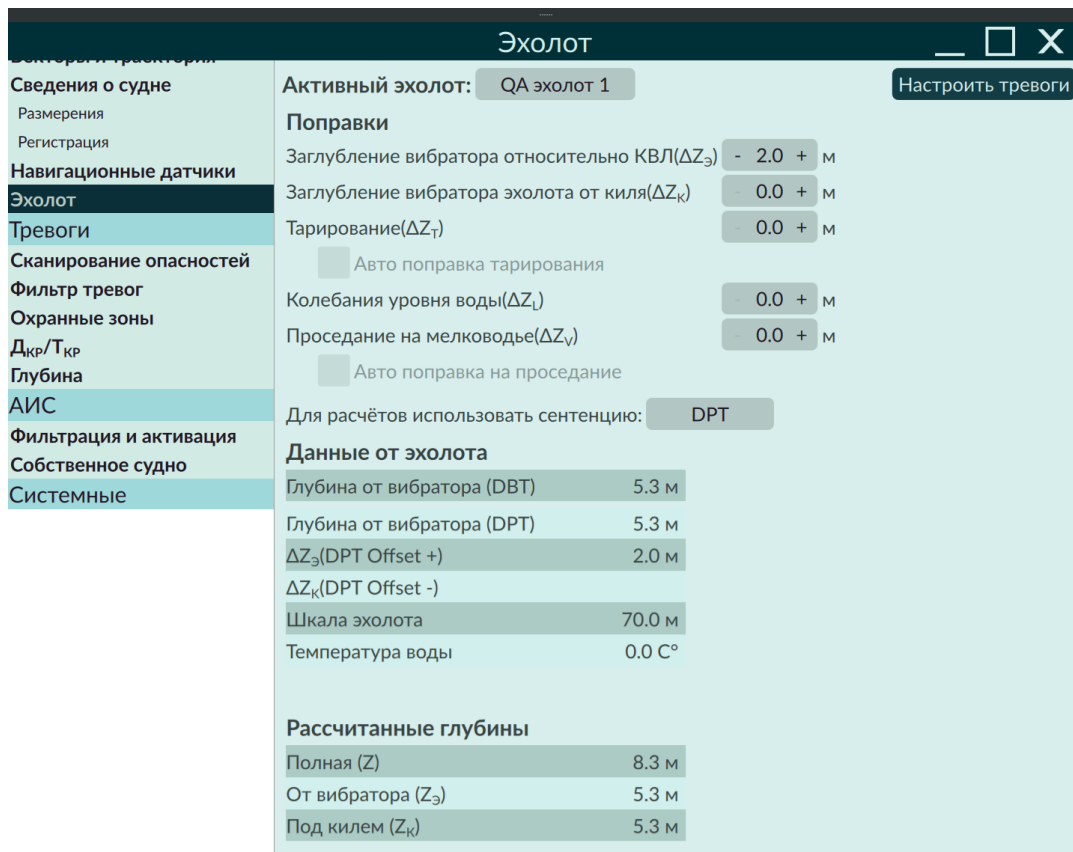 Эхолот
Сведения о судне
Размерения
Регистрация
Навигационные датчики
Эхолот
Тревоги
Сканирование опасностей
Фильтр тревог
Охранные зоны
Дкр/Ткр
Глубина
АИС
Фильтрация и активация
Собственное судно
Системные
Активный эхолот: QA эхолот 1 Настроить тревоги
Поправки
Заглубление вибратора относительно КВЛ(ΔZэ) - 2.0 + м
Заглубление вибратора эхолота от киля(ΔZк) - 0.0 + м
Тарирование(ΔZт) - 0.0 + м
Авто поправка тарирования
Колебания уровня воды(ΔZL) - 0.0 + м
Проседание на мелководье(ΔZV) - 0.0 + м
Авто поправка на проседание
Для расчётов использовать сентенцию: DPT
Данные от эхолота
Глубина от вибратора (DBT) 5.3 м
Глубина от вибратора (DPT) 5.3 м
ΔZэ(DPT Offset +) 2.0 м
ΔZк(DPT Offset -)
Шкала эхолота 70.0 м
Температура воды 0.0 C°
Рассчитанные глубины
Полная (Z) 8.3 м
От вибратора (Zэ) 5.3 м
Под килем (Zк) 5.3 м